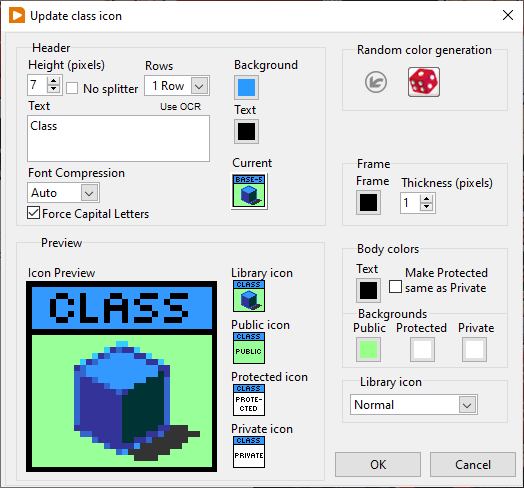 Update class icon
Header
Height (pixels)
Rows
7
No splitter
1 Row
Text
Use OCR
Class
Font Compression
Auto
Force Capital Letters
Background
Text
Current
BASE-5
Random color generation
Frame
Frame
Thickness (pixels)
1
Preview
Icon Preview
CLASS
Library icon
CLASS
Public icon
CLASS
PUBLIC
Protected icon
CLASS
PROTE-
CTED
Private icon
CLASS
PRIVATE
Body colors
Text
Make Protected
same as Private
Backgrounds
Public
Protected
Private
Library icon
Normal
OK
Cancel